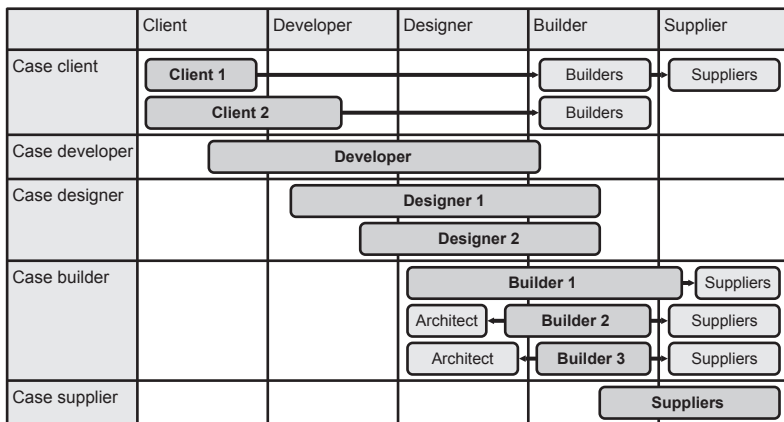 Client Developer Designer Builder Supplier
Case client
Client 1 Builders Suppliers
Client 2 Builders
Case developer
Developer
Case designer
Designer 1
Designer 2
Case builder
Builder 1 Suppliers
Architect Builder 2 Suppliers
Architect Builder 3 Suppliers
Case supplier
Suppliers